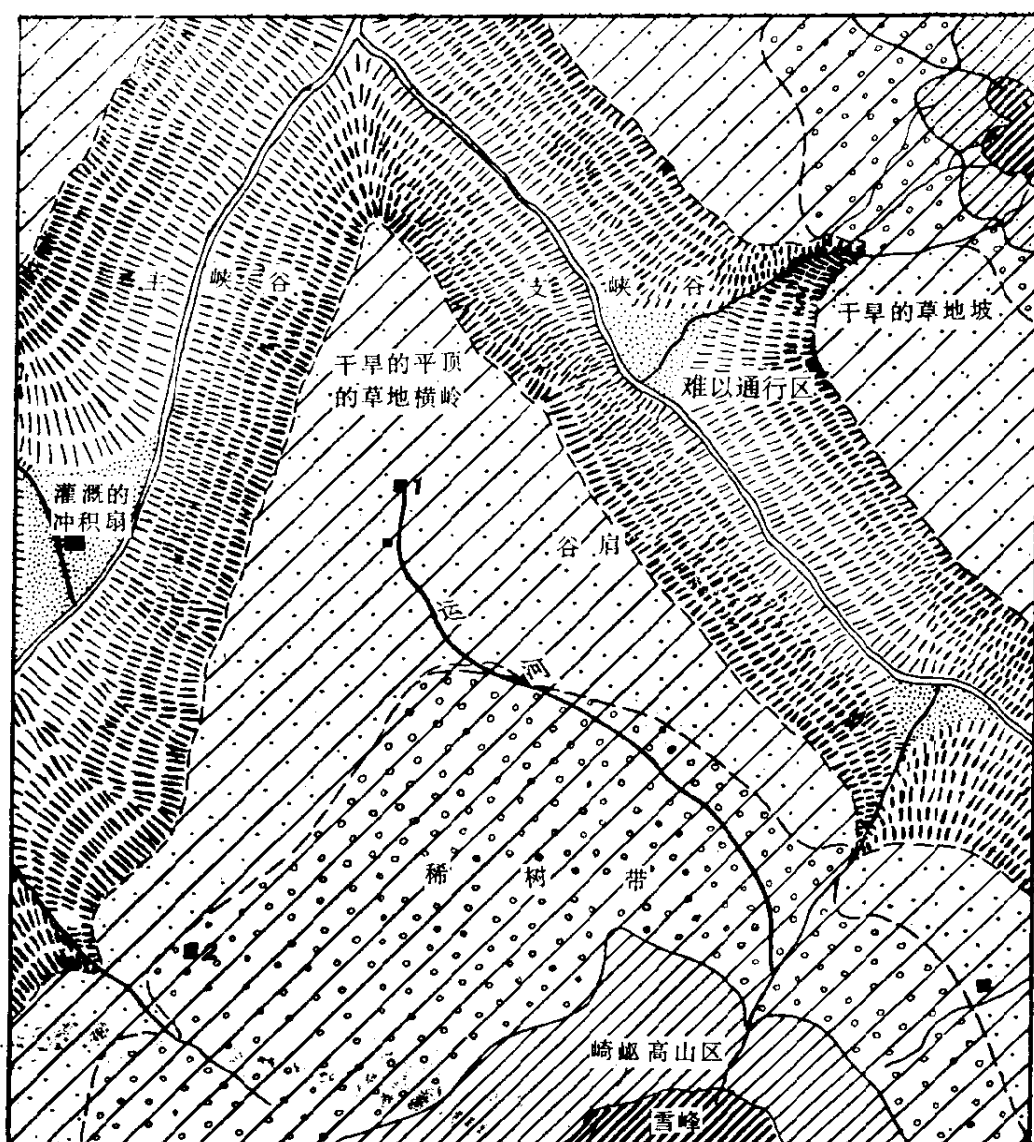 主峡谷
支峡谷
干旱的草地坡
干旱的平顶
的草地横岭
难以通行区
灌溉的
冲积扇
1
谷肩
运河
稀树带
2
崎岖高山区
雪峰